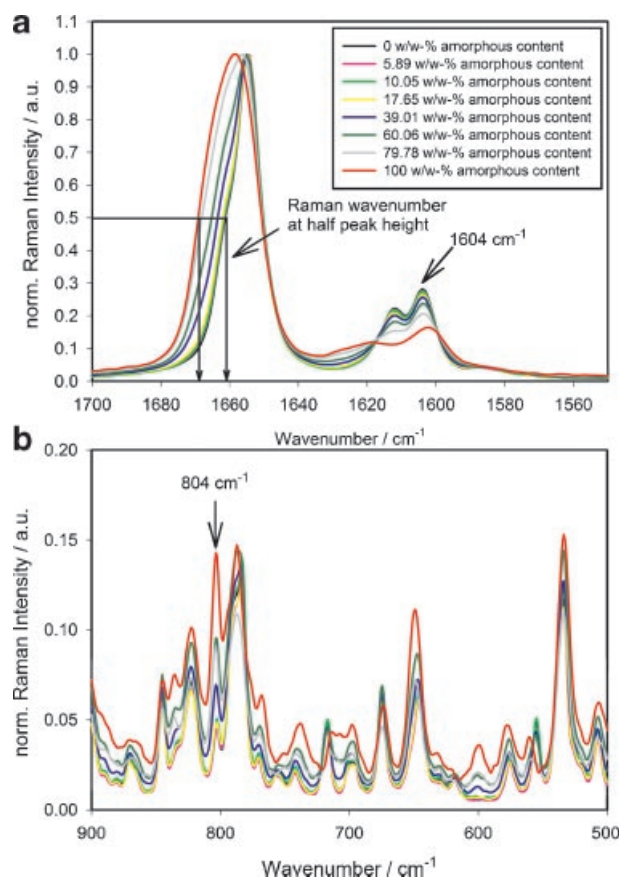 a
1.1
1.0
0.9
0.8
0.7
0.6
0.5
0.4
0.3
0.2
0.1
0.0
norm. Raman Intensity / a.u.
0 w/w-% amorphous content
5.89 w/w-% amorphous content
10.05 w/w-% amorphous content
17.65 w/w-% amorphous content
39.01 w/w-% amorphous content
60.06 w/w-% amorphous content
79.78 w/w-% amorphous content
100 w/w-% amorphous content
Raman wavenumber
at half peak height
1604 cm⁻¹
1700 1680 1660 1640 1620 1600 1580 1560
Wavenumber / cm⁻¹
b
0.20
0.15
0.10
0.05
0.00
norm. Raman Intensity / a.u.
804 cm⁻¹
900 800 700 600 500
Wavenumber / cm⁻¹